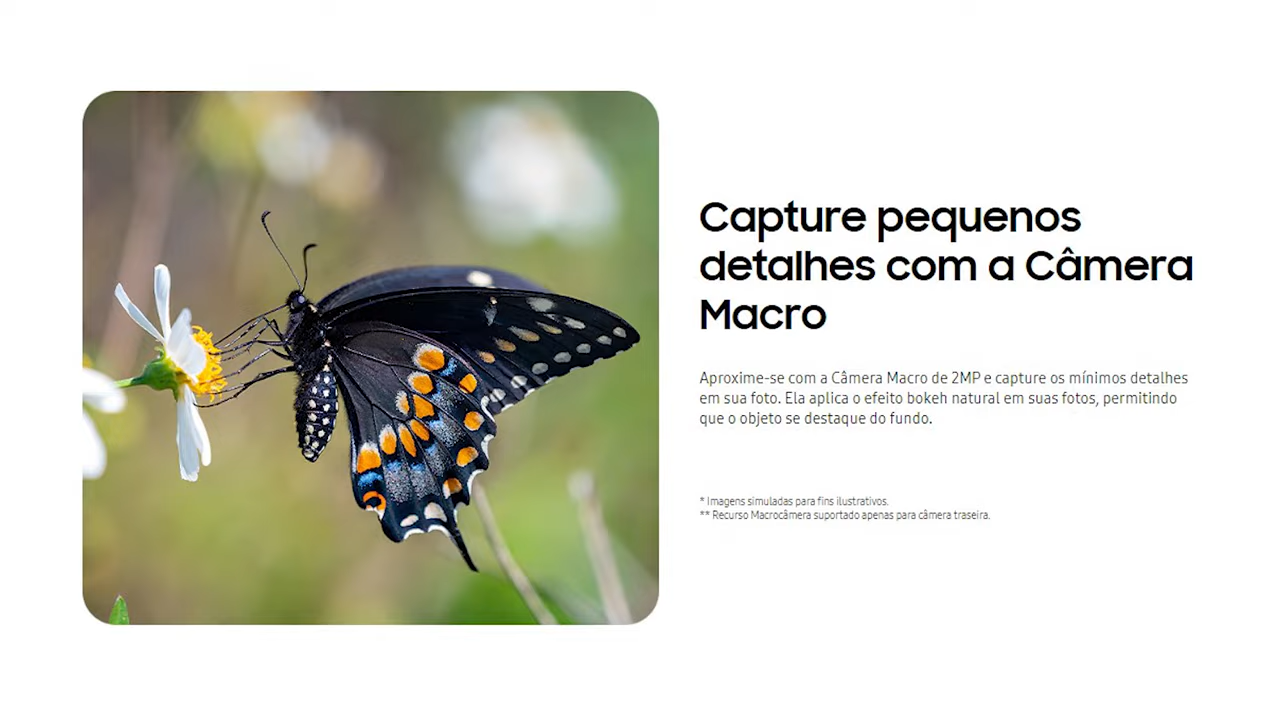 Capture pequenos
detalhes com a Câmera
Macro
Aproxime-se com a Câmera Macro de 2MP e capture os mínimos detalhes
em sua foto. Ela aplica o efeito bokeh natural em suas fotos, permitindo
que o objeto se destaque do fundo.
* Imagens simuladas para fins ilustrativos.
** Recurso Macrocâmera suportado apenas para câmera traseira.